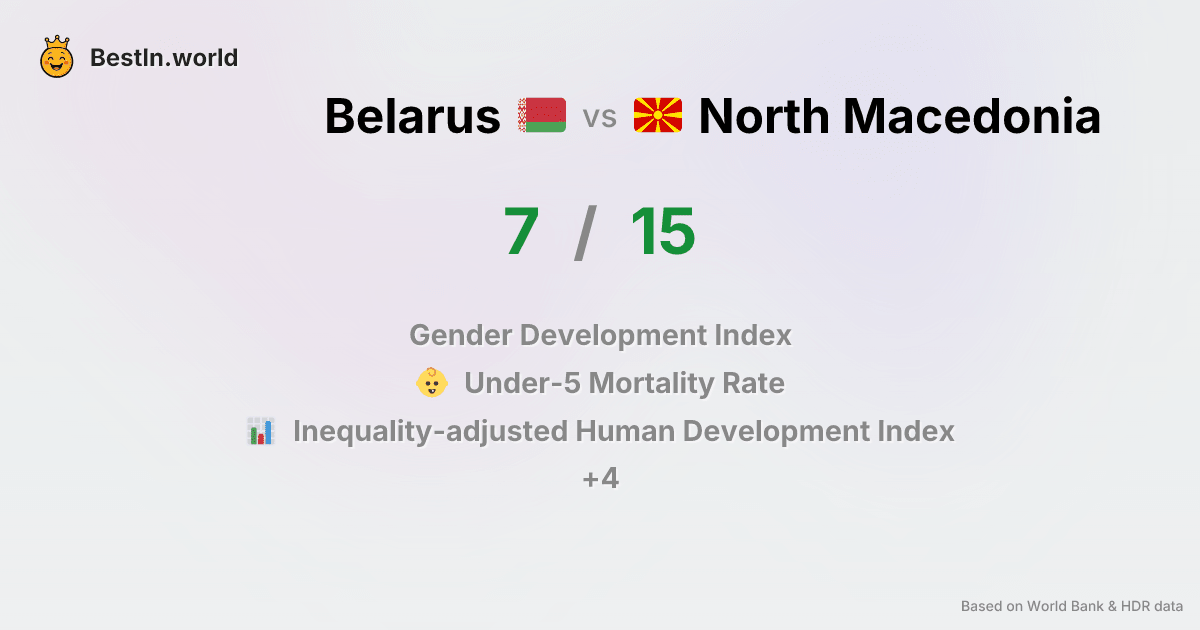 BestIn.world
Belarus vs North Macedonia
7 / 15
Gender Development Index
Under-5 Mortality Rate
Inequality-adjusted Human Development Index
+4
Based on World Bank & HDR data